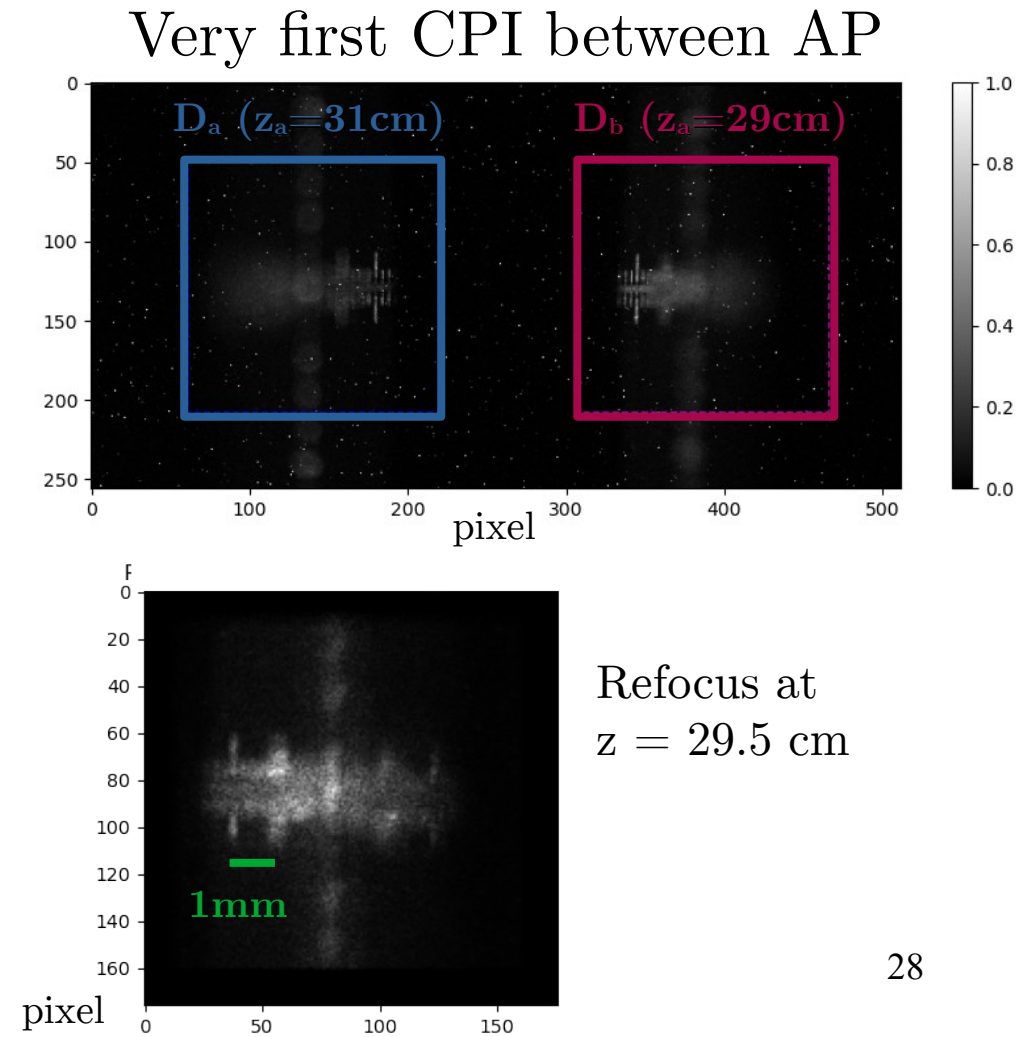 Very first CPI between AP
Dₐ (zₐ=31cm)
D_b (zₐ=29cm)
0
50
100
150
200
250
0 100 200 300 400 500
pixel
1.0
0.8
0.6
0.4
0.2
0.0
0
20
40
60
80
100
120
140
160
0 50 100 150
pixel
1mm
Refocus at
z = 29.5 cm
28